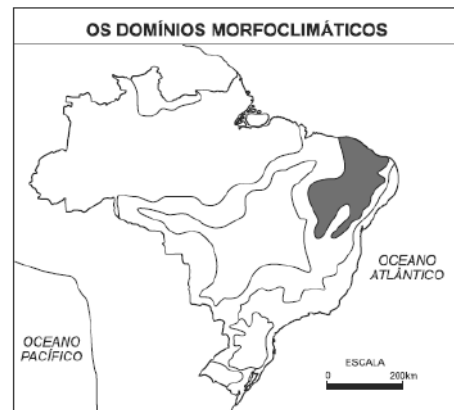 OS DOMÍNIOS MORFOCLIMÁTICOS
OCEANO
ATLÂNTICO
OCEANO
PACÍFICO
ESCALA
0 200km